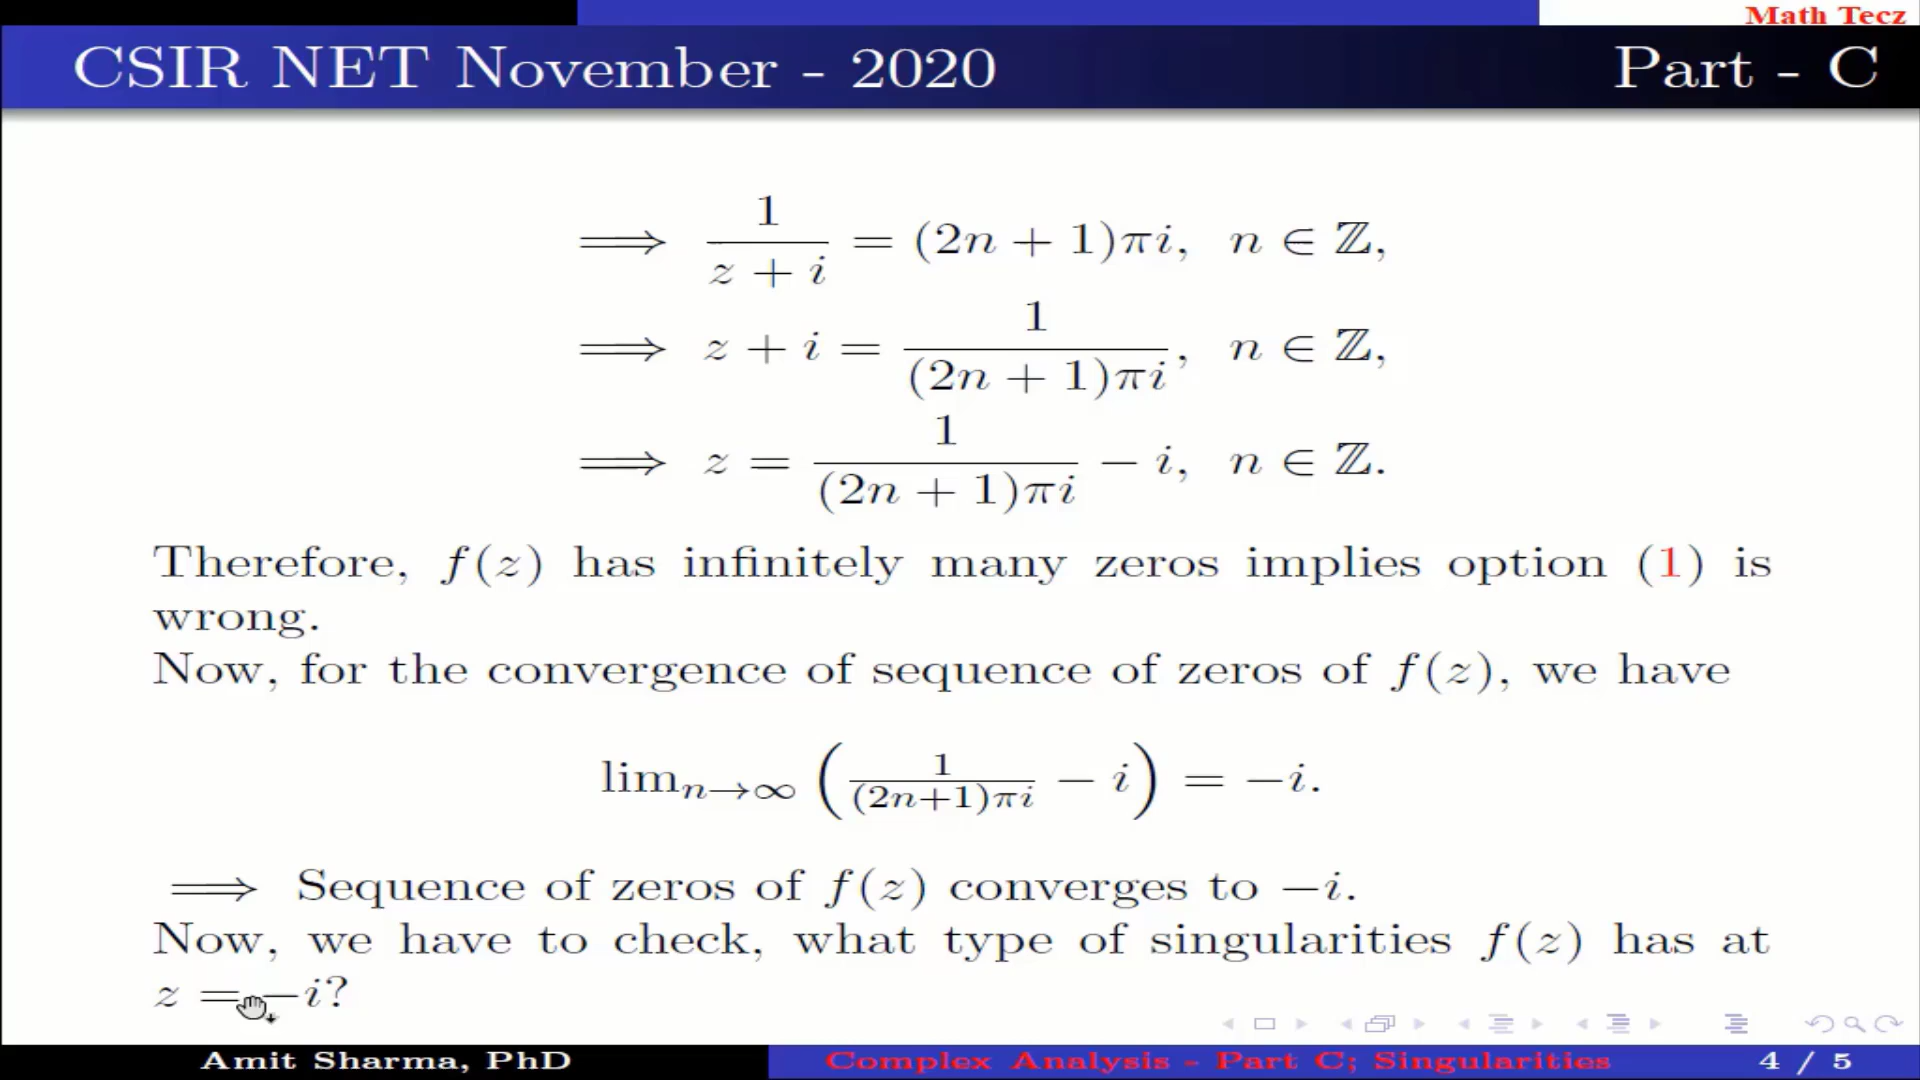 Math Tecz
CSIR NET November - 2020 Part - C
⟹ 1/(z + i) = (2n + 1)πi, n ∈ ℤ,
⟹ z + i = 1/((2n + 1)πi), n ∈ ℤ,
⟹ z = 1/((2n + 1)πi) − i, n ∈ ℤ.
Therefore, f(z) has infinitely many zeros implies option (1) is
wrong.
Now, for the convergence of sequence of zeros of f(z), we have
lim_{n→∞} (1/((2n+1)πi) − i) = −i.
⟹ Sequence of zeros of f(z) converges to −i.
Now, we have to check, what type of singularities f(z) has at
z = −i?
Amit Sharma, PhD Complex Analysis - Part C; Singularities 4 / 5